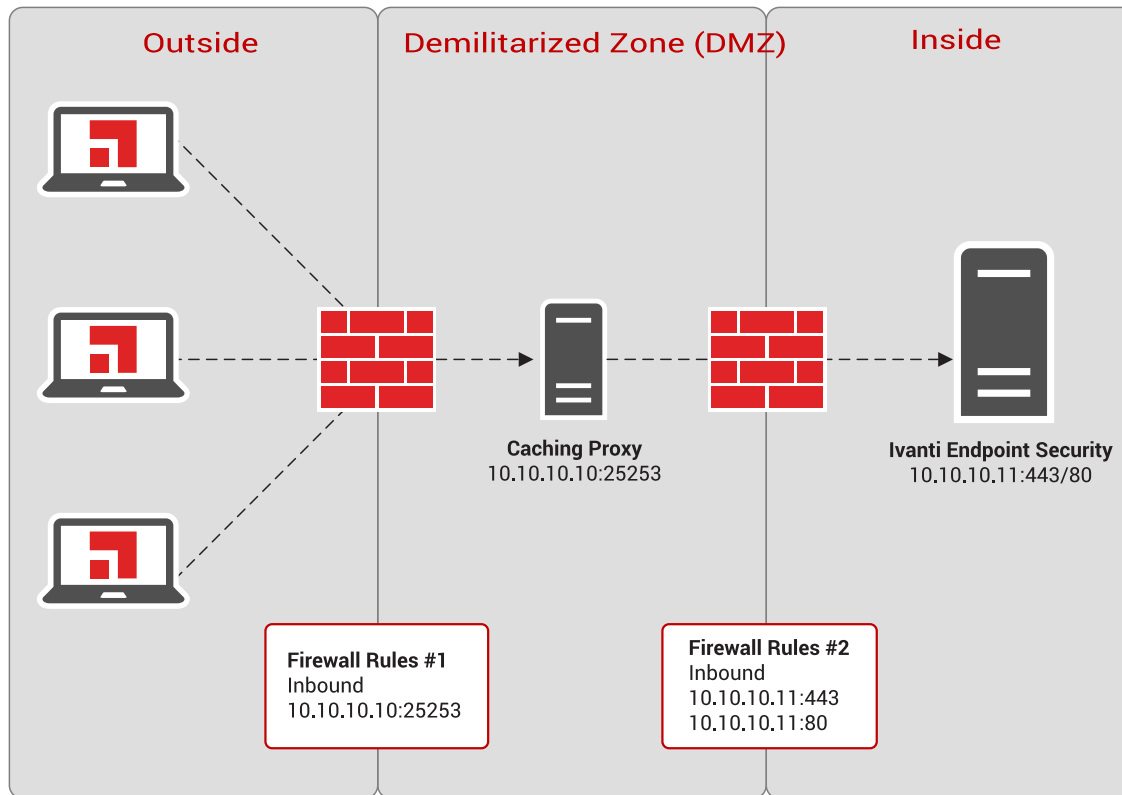 Outside
Demilitarized Zone (DMZ)
Inside
Caching Proxy
10.10.10.10:25253
Ivanti Endpoint Security
10.10.10.11:443/80
Firewall Rules #1
Inbound
10.10.10.10:25253
Firewall Rules #2
Inbound
10.10.10.11:443
10.10.10.11:80